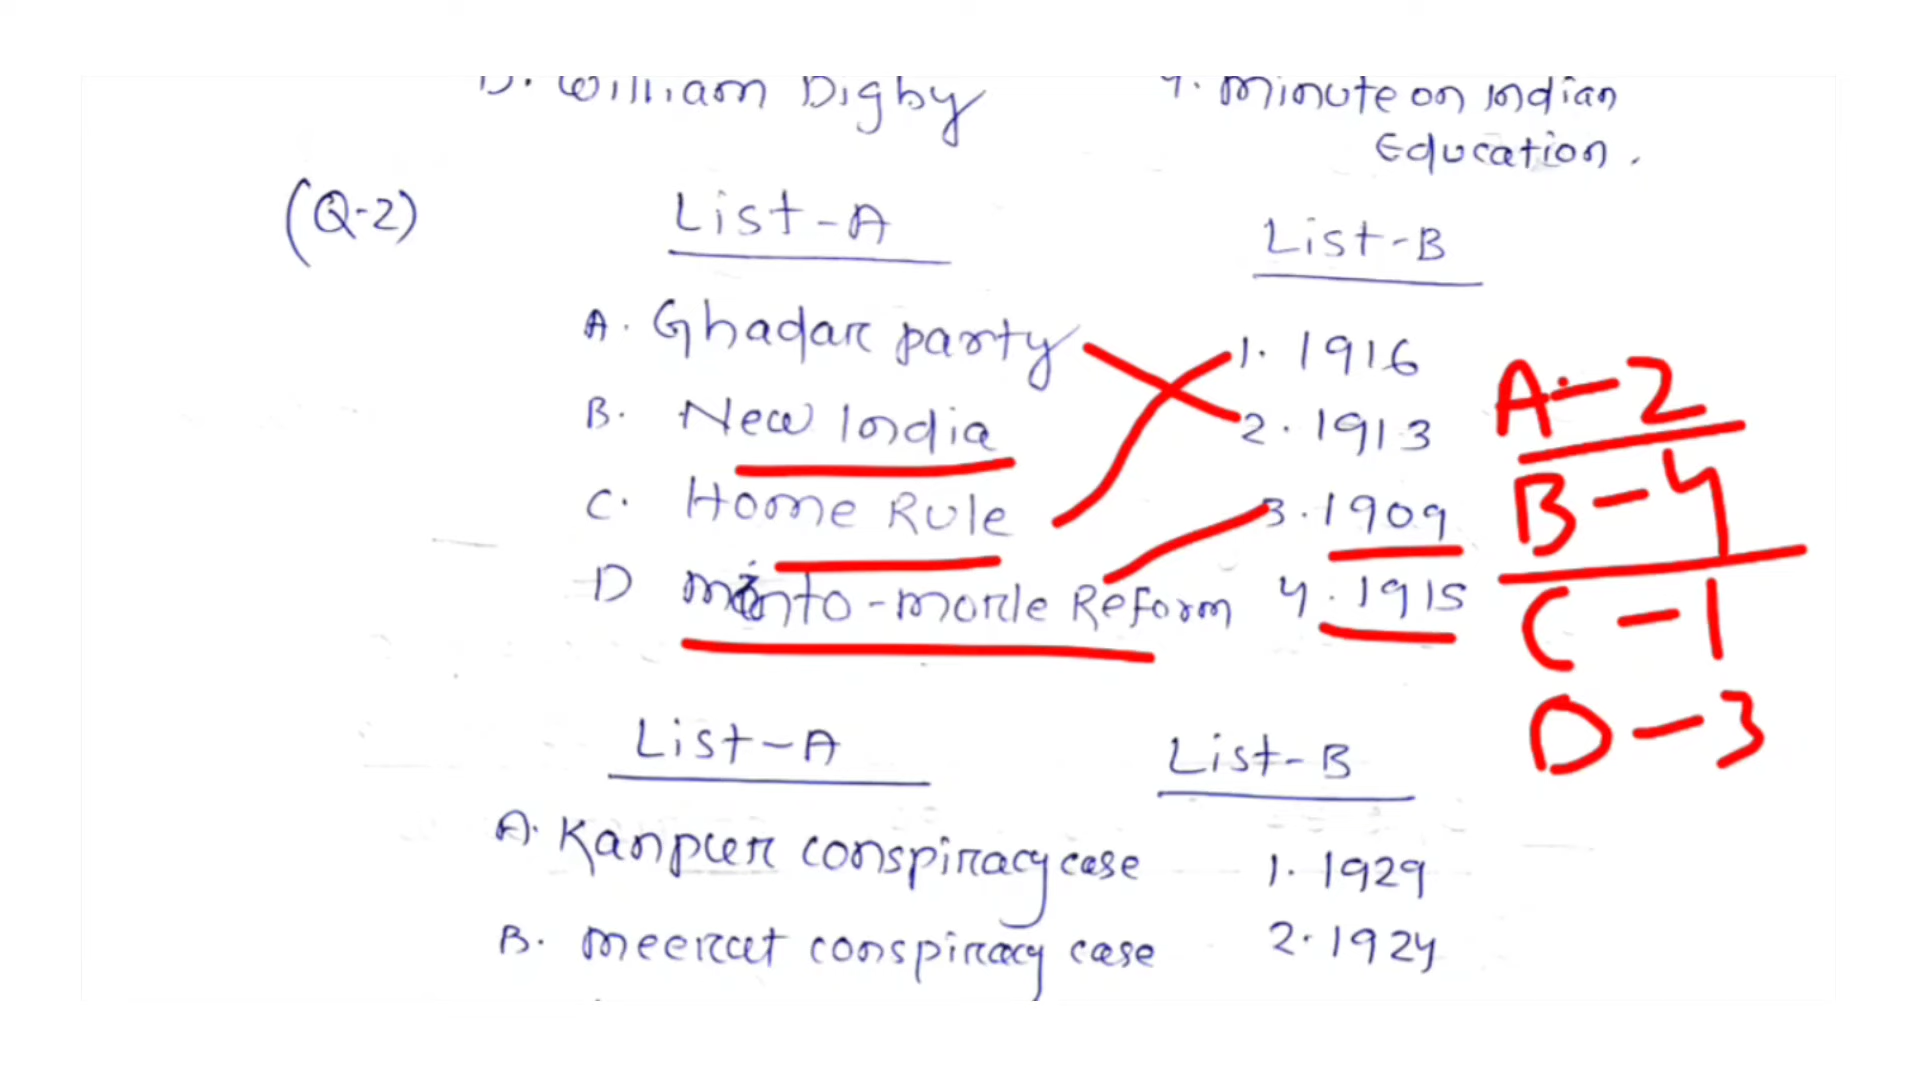 D. William Digby 4. Minute on Indian
Education.
(Q-2) List-A List-B
A. Ghadar party 1. 1916
B. New India 2. 1913
C. Home Rule 3. 1909
D Minto-morle Reform 4. 1915
A-2
B-4
C-1
D-3
List-A List-B
A. Kanpur conspiracy case 1. 1929
B. meerut conspiracy case 2. 1924